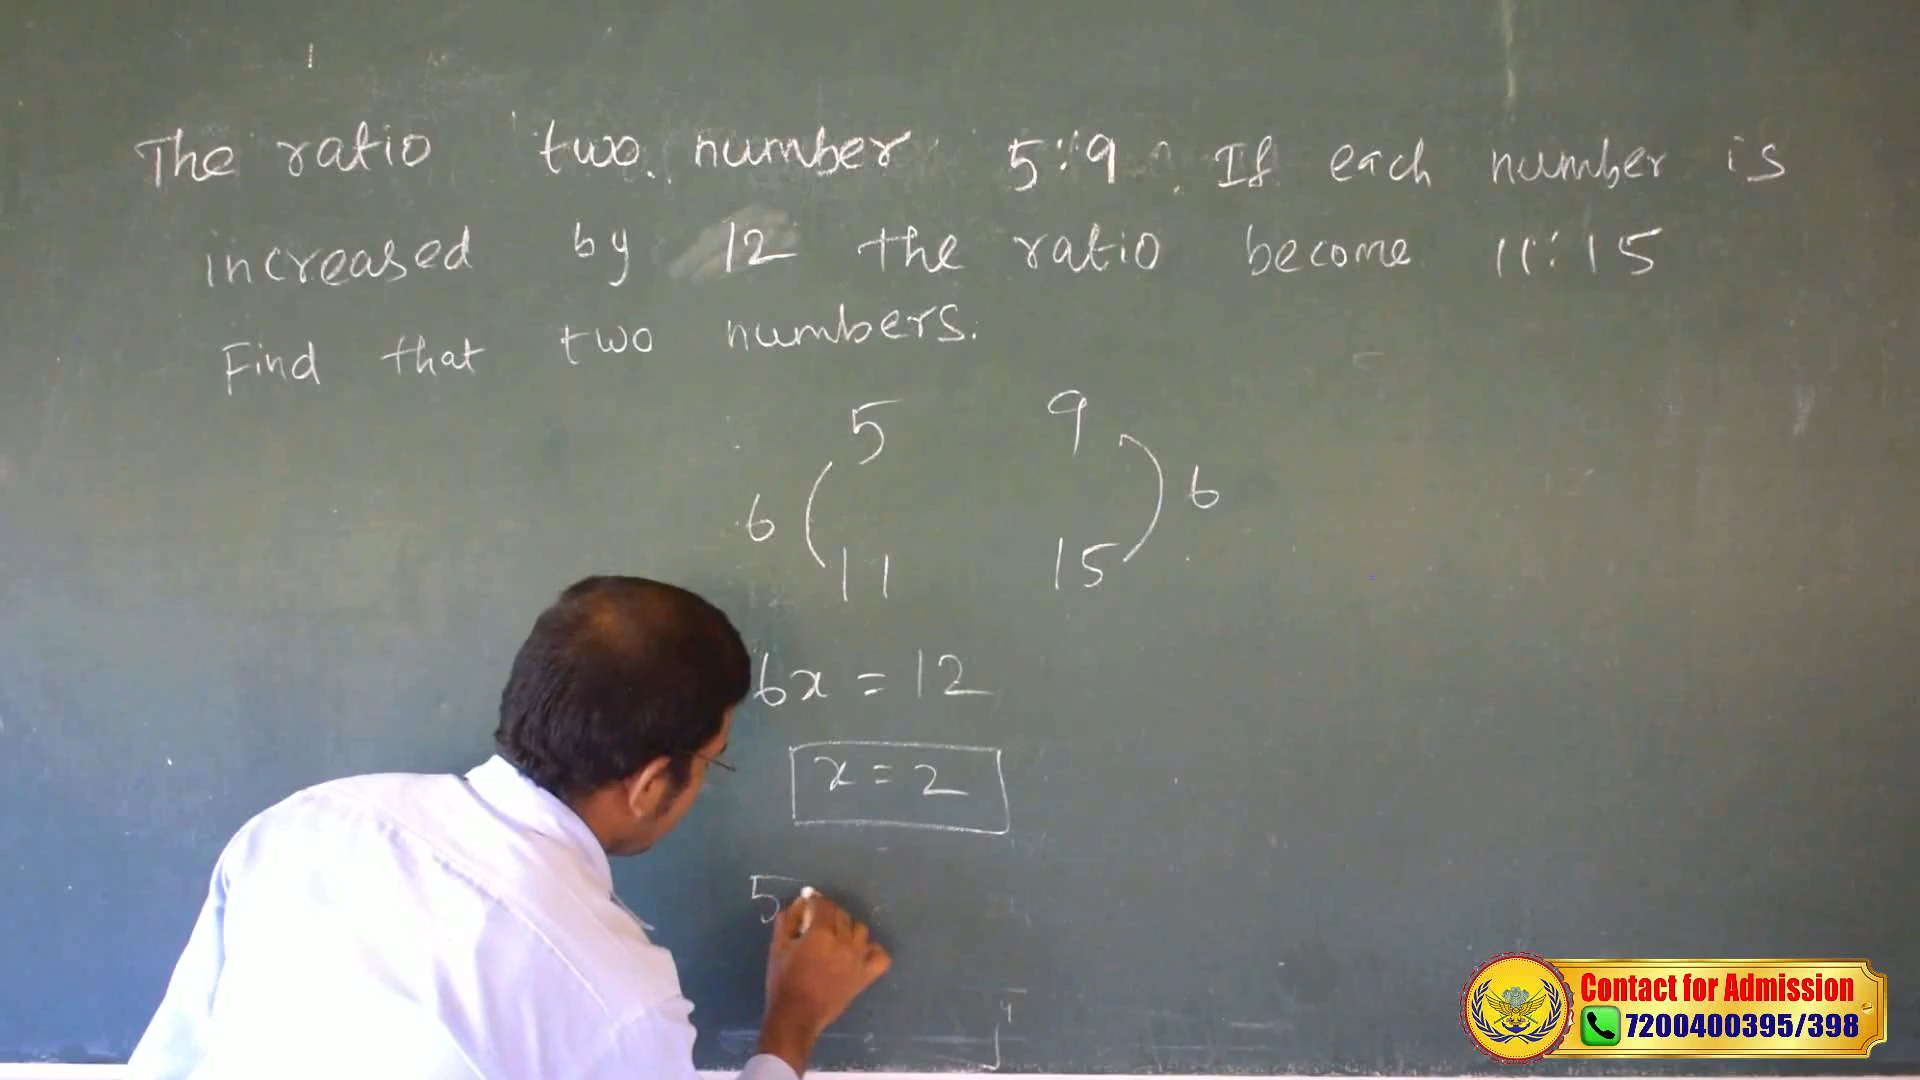 The ratio two number 5:9. If each number is
increased by 12 the ratio become 11:15
Find that two numbers.
5 9
6 6
11 15
6x = 12
x = 2
5
Contact for Admission
7200400395/398